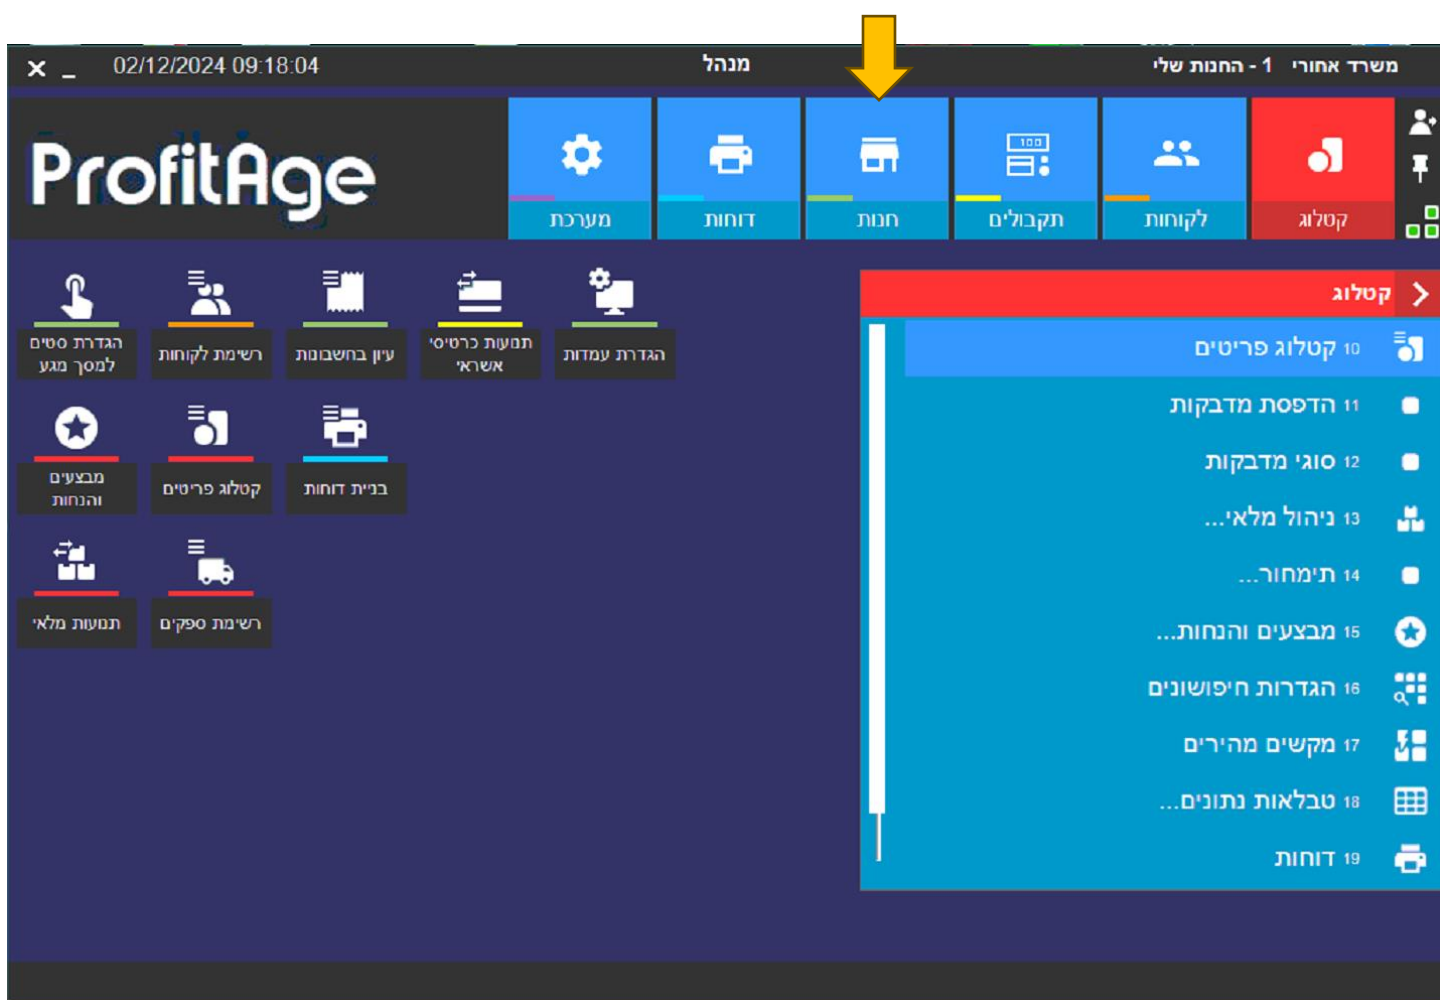 משרד אחורי 1 - החנות שלי
מנהל
02/12/2024 09:18:04
קטלוג
לקוחות
תקבולים
100
חנות
דוחות
מערכת
ProfitAge
קטלוג
10 קטלוג פריטים
11 הדפסת מדבקות
12 סוגי מדבקות
13 ניהול מלאי...
14 תימחור...
15 מבצעים והנחות...
16 הגדרות חיפושונים
17 מקשים מהירים
18 טבלאות נתונים...
19 דוחות
הגדרת עמדות
תנועות כרטיסי
אשראי
עיון בחשבונות
רשימת לקוחות
הגדרת סטים
למסך מגע
בניית דוחות
קטלוג פריטים
מבצעים
והנחות
רשימת ספקים
תנועות מלאי